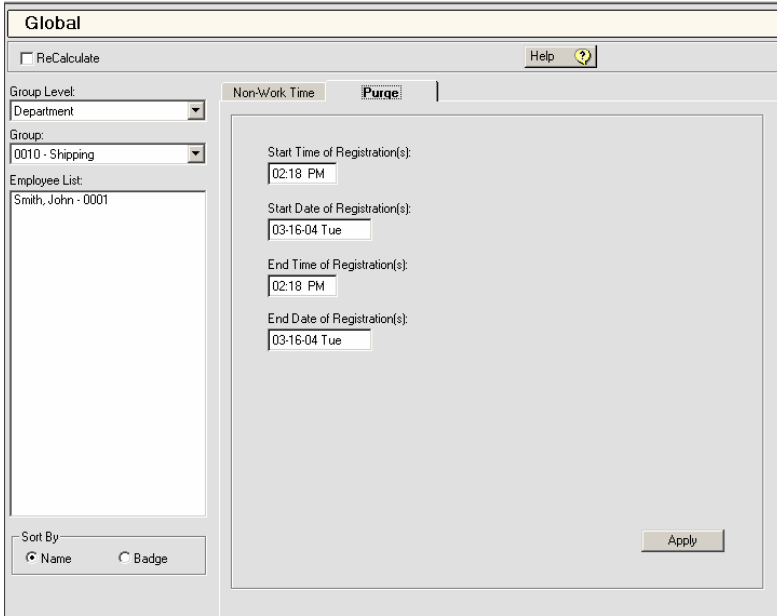 Global
ReCalculate
Help
Group Level:
Department
Group:
0010 - Shipping
Employee List:
Smith, John - 0001
Sort By
Name Badge
Non-Work Time Purge
Start Time of Registration(s):
02:18 PM
Start Date of Registration(s):
03-16-04 Tue
End Time of Registration(s):
02:18 PM
End Date of Registration(s):
03-16-04 Tue
Apply